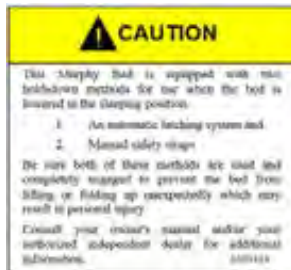 CAUTION
This Murphy Bed is equipped with two
holddown methods for use when the bed is
lowered in the sleeping position.
1. An automatic latching system and
2. Manual safety straps
Be sure both of these methods are used and
completely engaged to prevent the bed from
lifting or folding up unexpectedly which may
result in personal injury.
Consult your owner's manual and/or your
authorized independent dealer for additional
information.